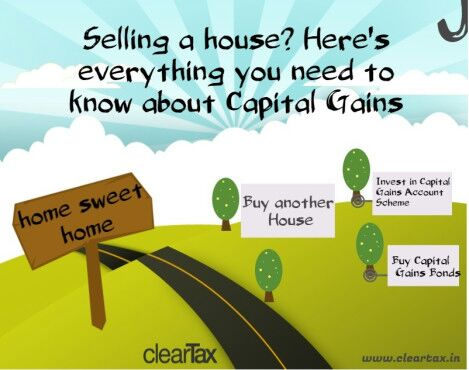 Selling a house? Here's
everything you need to
know about Capital Gains
home sweet
home
Buy another
House
Invest in Capital
Gains Account
Scheme
Buy Capital
Gains Bonds
clearTax
www.cleartax.in